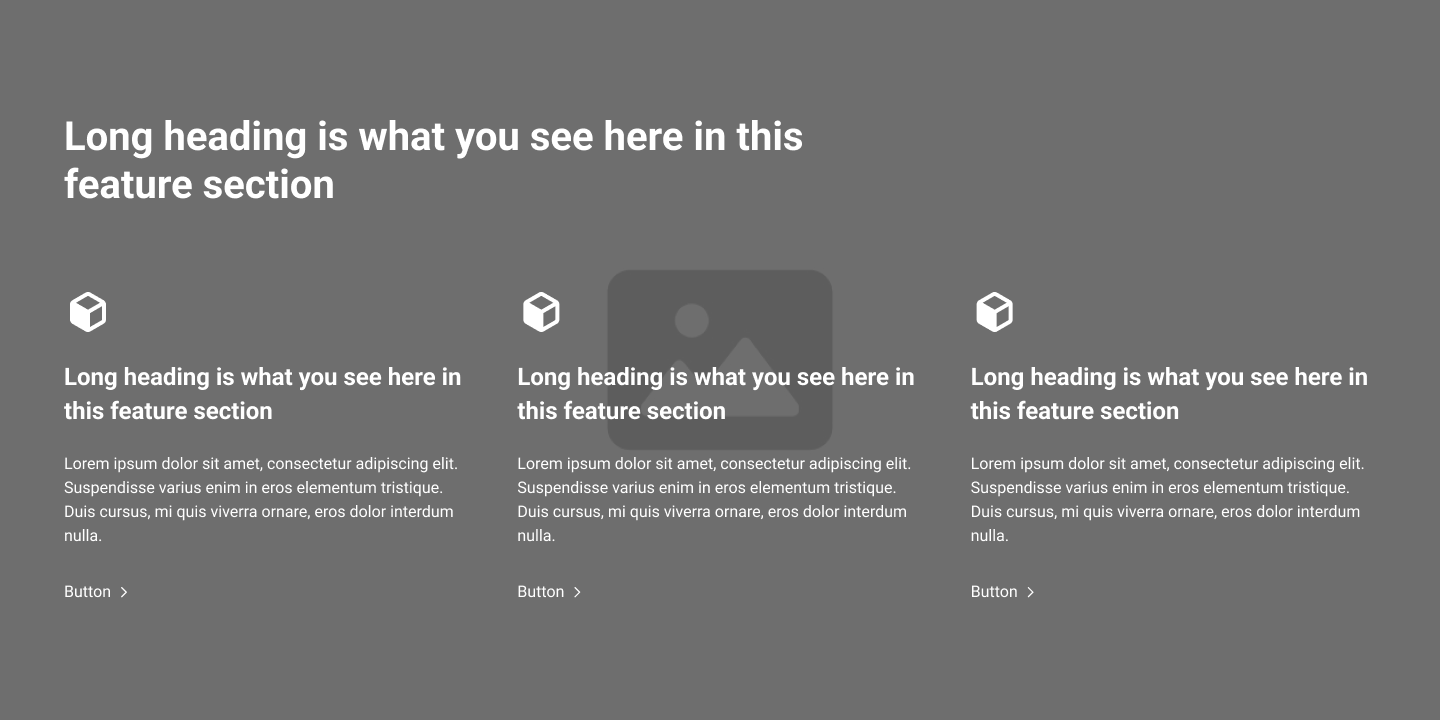 Long heading is what you see here in this
feature section
Long heading is what you see here in
this feature section
Lorem ipsum dolor sit amet, consectetur adipiscing elit.
Suspendisse varius enim in eros elementum tristique.
Duis cursus, mi quis viverra ornare, eros dolor interdum
nulla.
Button
Long heading is what you see here in
this feature section
Lorem ipsum dolor sit amet, consectetur adipiscing elit.
Suspendisse varius enim in eros elementum tristique.
Duis cursus, mi quis viverra ornare, eros dolor interdum
nulla.
Button
Long heading is what you see here in
this feature section
Lorem ipsum dolor sit amet, consectetur adipiscing elit.
Suspendisse varius enim in eros elementum tristique.
Duis cursus, mi quis viverra ornare, eros dolor interdum
nulla.
Button